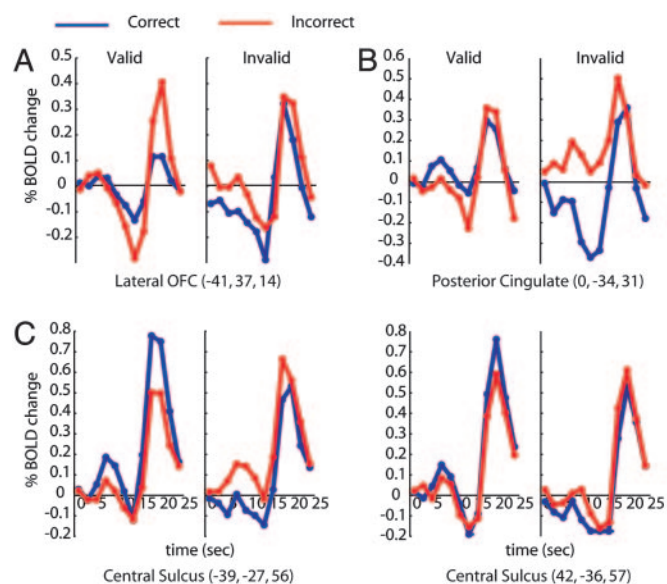 Correct Incorrect
A Valid Invalid
B Valid Invalid
% BOLD change
0.5
0.4
0.3
0.2
0.1
0
-0.1
-0.2
0.6
0.5
0.4
0.3
0.2
0.1
0
-0.1
-0.2
-0.3
-0.4
Lateral OFC (-41, 37, 14)
Posterior Cingulate (0, -34, 31)
C
% BOLD change
0.8
0.7
0.6
0.5
0.4
0.3
0.2
0.1
0
-0.1
-0.2
0 5 10 15 20 25 0 5 10 15 20 25
time (sec)
Central Sulcus (-39, -27, 56)
0.8
0.7
0.6
0.5
0.4
0.3
0.2
0.1
0
-0.1
-0.2
0 5 10 15 20 25 0 5 10 15 20 25
time (sec)
Central Sulcus (42, -36, 57)